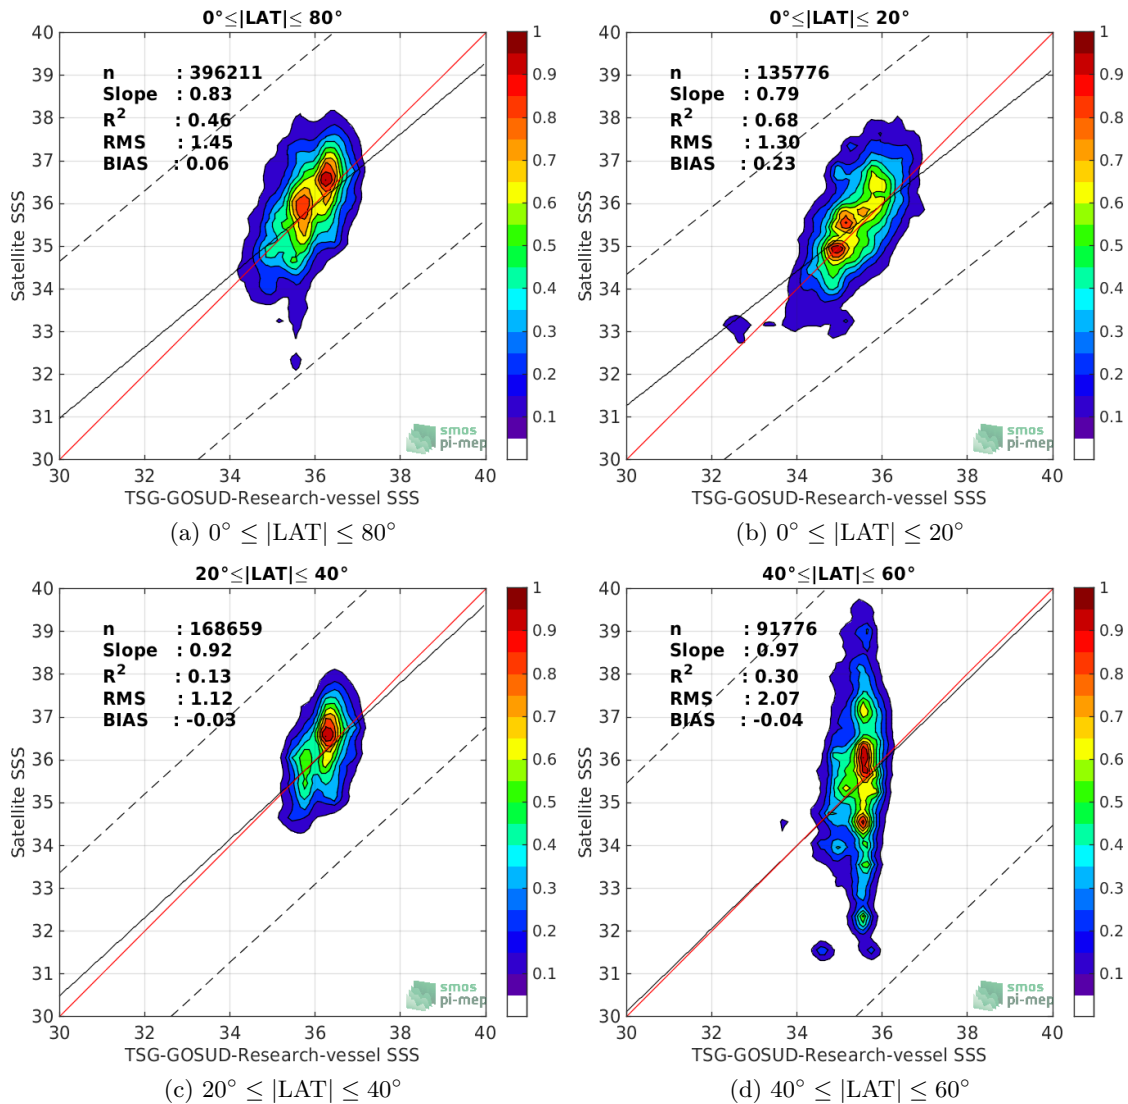 0°≤|LAT|≤ 80°
n : 396211
Slope : 0.83
R² : 0.46
RMS : 1.45
BIAS : 0.06
40
39
38
37
36
35
34
33
32
31
30
Satellite SSS
30 32 34 36 38 40
TSG-GOSUD-Research-vessel SSS
1
0.9
0.8
0.7
0.6
0.5
0.4
0.3
0.2
0.1
smos
pi-mep
(a) 0° ≤ |LAT| ≤ 80°
0°≤|LAT|≤ 20°
n : 135776
Slope : 0.79
R² : 0.68
RMS : 1.30
BIAS : 0.23
40
39
38
37
36
35
34
33
32
31
30
Satellite SSS
30 32 34 36 38 40
TSG-GOSUD-Research-vessel SSS
1
0.9
0.8
0.7
0.6
0.5
0.4
0.3
0.2
0.1
smos
pi-mep
(b) 0° ≤ |LAT| ≤ 20°
20°≤|LAT|≤ 40°
n : 168659
Slope : 0.92
R² : 0.13
RMS : 1.12
BIAS : -0.03
40
39
38
37
36
35
34
33
32
31
30
Satellite SSS
30 32 34 36 38 40
TSG-GOSUD-Research-vessel SSS
1
0.9
0.8
0.7
0.6
0.5
0.4
0.3
0.2
0.1
smos
pi-mep
(c) 20° ≤ |LAT| ≤ 40°
40°≤|LAT|≤ 60°
n : 91776
Slope : 0.97
R² : 0.30
RMS : 2.07
BIAS : -0.04
40
39
38
37
36
35
34
33
32
31
30
Satellite SSS
30 32 34 36 38 40
TSG-GOSUD-Research-vessel SSS
1
0.9
0.8
0.7
0.6
0.5
0.4
0.3
0.2
0.1
smos
pi-mep
(d) 40° ≤ |LAT| ≤ 60°